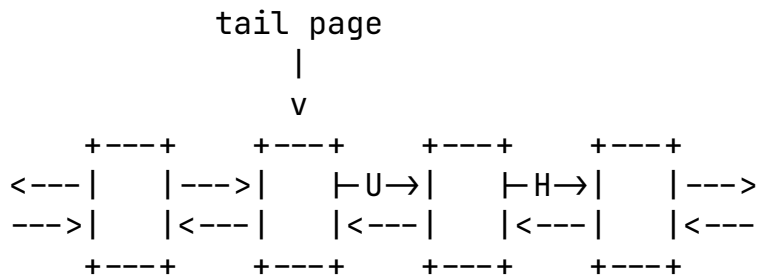 tail page
                |
                v
    +---+     +---+     +---+     +---+
<---|   |--->|   |-U->|   |-H->|   |--->
--->|   |<---|   |<---|   |<---|   |<---
    +---+     +---+     +---+     +---+